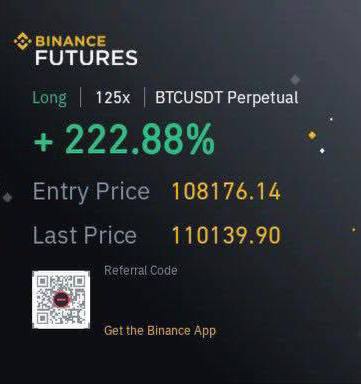 BINANCE
FUTURES
Long | 125x | BTCUSDT Perpetual
+ 222.88%
Entry Price 108176.14
Last Price 110139.90
Referral Code
Get the Binance App